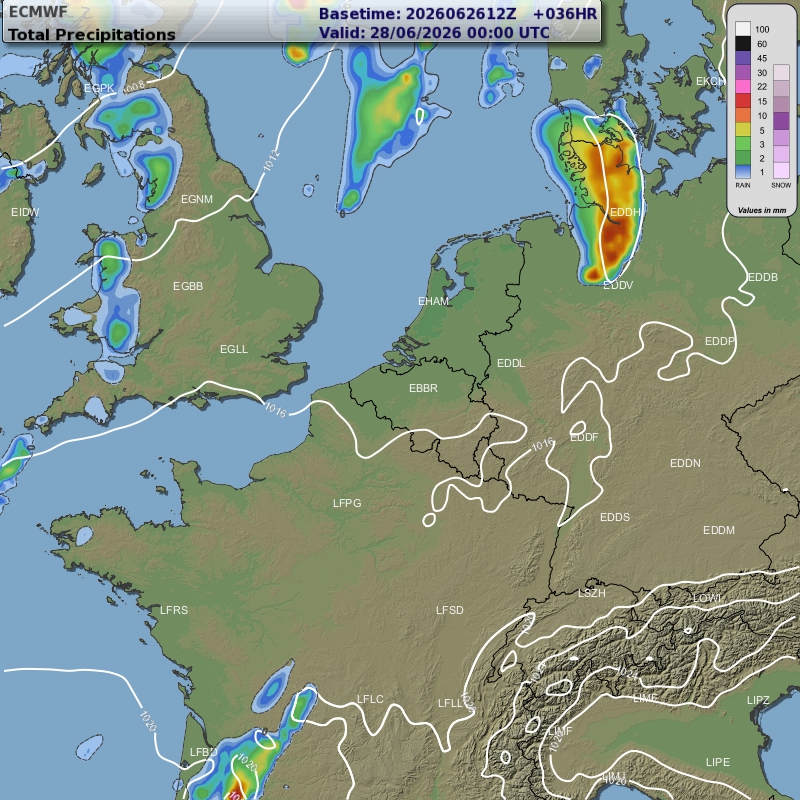 ECMWF
Total Precipitations
Basetime: 2026062612Z +036HR
Valid: 28/06/2026 00:00 UTC
100
60
45
30
22
15
10
5
3
2
1
RAIN SNOW
Values in mm
EGPK
1008
EKCH
1012
EIDW
EGNM
EDDH
EGBB
EHAM
EDDV
EDDB
EGLL
EDDL
EDDP
EBBR
1016
1016
EDDF
EDDN
LFPG
EDDS
EDDM
LFRS
LFSD
LSZH
LOWI
1020
LFLC
LFLL
LIME
LIPZ
LIMF
LFBD
1020
LIPE
LIMJ
1020